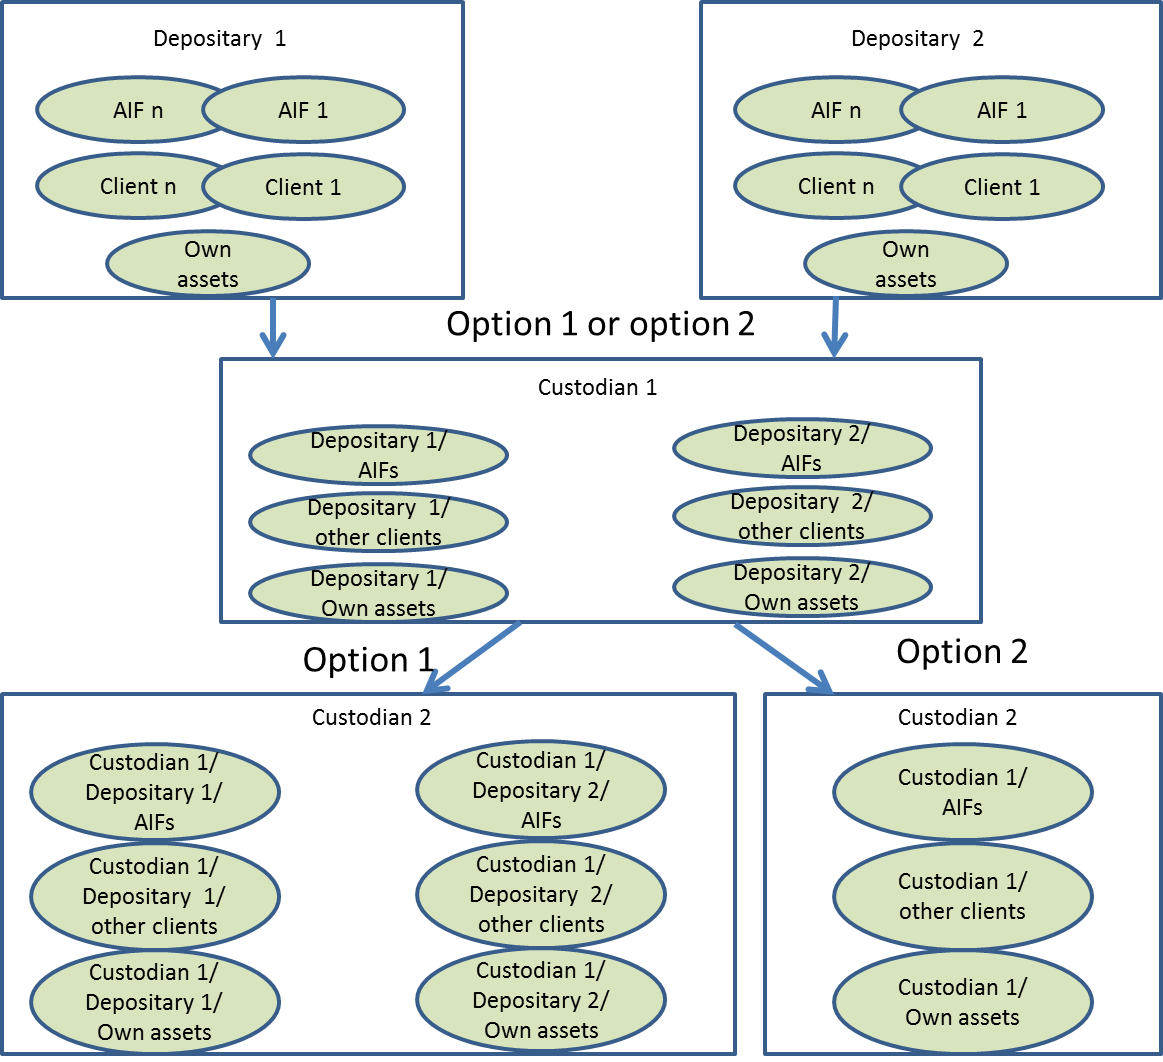 Depositary 1
AIF n
AIF 1
Client n
Client 1
Own
assets
Depositary 2
AIF n
AIF 1
Client n
Client 1
Own
assets
Option 1 or option 2
Custodian 1
Depositary 1/
AIFs
Depositary 1/
other clients
Depositary 1/
Own assets
Depositary 2/
AIFs
Depositary 2/
other clients
Depositary 2/
Own assets
Option 1
Option 2
Custodian 2
Custodian 1/
Depositary 1/
AIFs
Custodian 1/
Depositary 1/
other clients
Custodian 1/
Depositary 1/
Own assets
Custodian 1/
Depositary 2/
AIFs
Custodian 1/
Depositary 2/
other clients
Custodian 1/
Depositary 2/
Own assets
Custodian 2
Custodian 1/
AIFs
Custodian 1/
other clients
Custodian 1/
Own assets